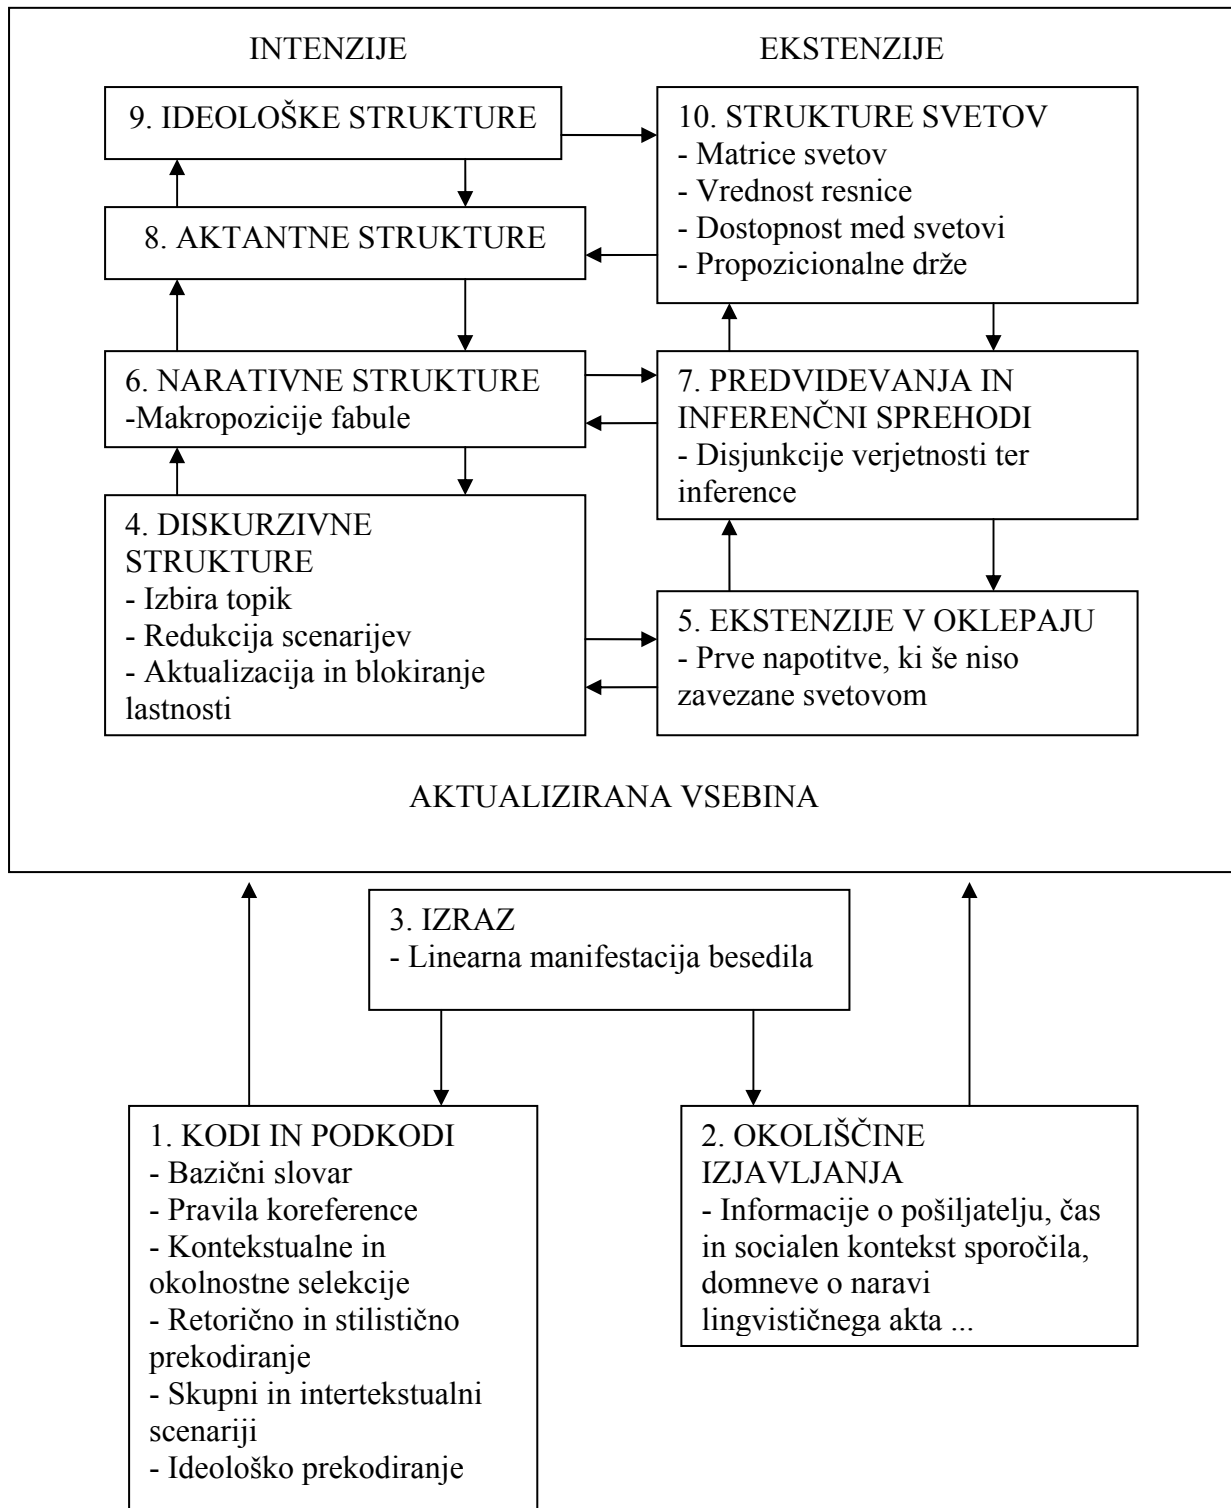 INTENZIJE
EKSTENZIJE
9. IDEOLOŠKE STRUKTURE
10. STRUKTURE SVETOV
- Matrice svetov
- Vrednost resnice
- Dostopnost med svetovi
- Propozicionalne drže
8. AKTANTNE STRUKTURE
6. NARATIVNE STRUKTURE
-Makropozicije fabule
7. PREDVIDEVANJA IN
INFERENČNI SPREHODI
- Disjunkcije verjetnosti ter
inference
4. DISKURZIVNE
STRUKTURE
- Izbira topik
- Redukcija scenarijev
- Aktualizacija in blokiranje
lastnosti
5. EKSTENZIJE V OKLEPAJU
- Prve napotitve, ki še niso
zavezane svetovom
AKTUALIZIRANA VSEBINA
3. IZRAZ
- Linearna manifestacija besedila
1. KODI IN PODKODI
- Bazični slovar
- Pravila koreference
- Kontekstualne in
okolnostne selekcije
- Retorično in stilistično
prekodiranje
- Skupni in intertekstualni
scenariji
- Ideološko prekodiranje
2. OKOLIŠČINE
IZJAVLJANJA
- Informacije o pošiljatelju, čas
in socialen kontekst sporočila,
domneve o naravi
lingvističnega akta ...